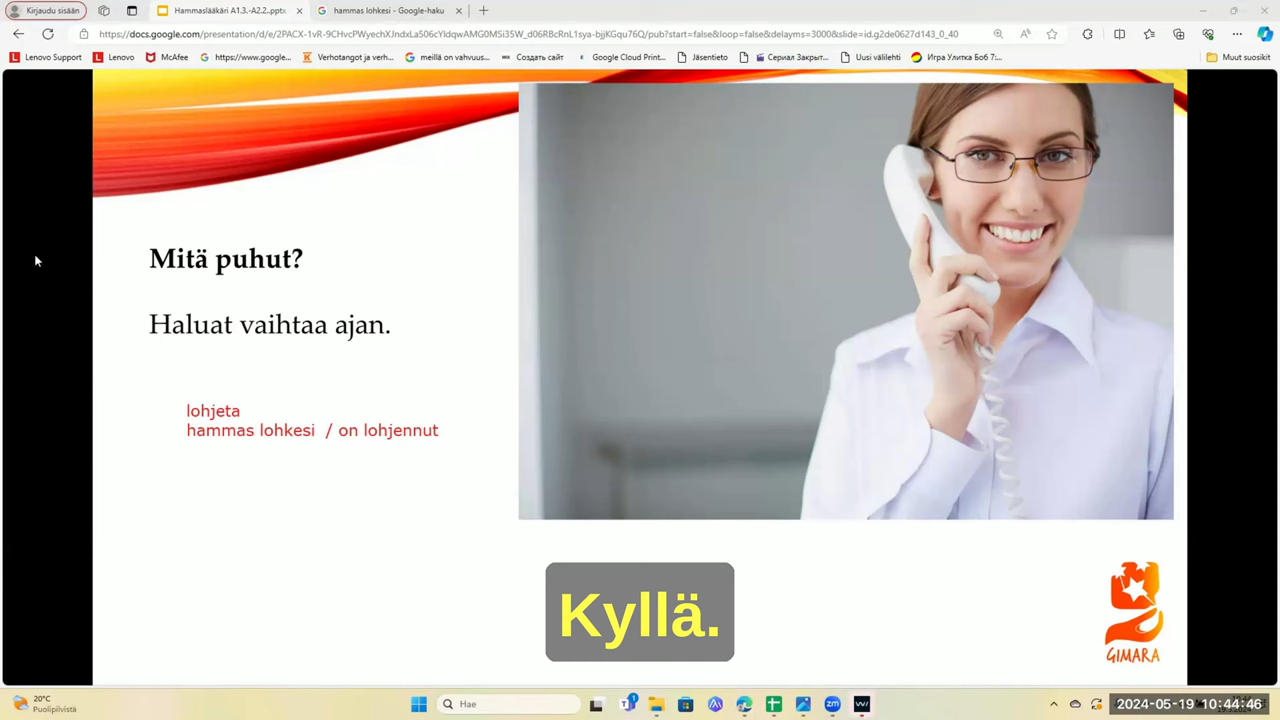 Kirjaudu sisään
Hammaslääkäri A1.3.-A2.2..pptx
hammas lohkesi - Google-haku
https://docs.google.com/presentation/d/e/2PACX-1vR-9CHvcPWyechXJndxLa506cYldqwAMG0MSi35W_d06RBcRnL1sya-bjjKGqu76Q/pub?start=false&loop=false&delayms=3000&slide=id.g2de0627d143_0_40
Lenovo Support
Lenovo
McAfee
https://www.google...
Verhotangot ja verh...
meillä on vahvuus...
Создать сайт
Google Cloud Print...
Jäsentieto
Сериал Закрыт...
Uusi välilehti
Игра Улитка Боб 7:...
Muut suosikit
Mitä puhut?
Haluat vaihtaa ajan.
lohjeta
hammas lohkesi / on lohjennut
Kyllä.
GIMARA
20°C
Puolipilvistä
Hae
2024-05-19 10:44:46